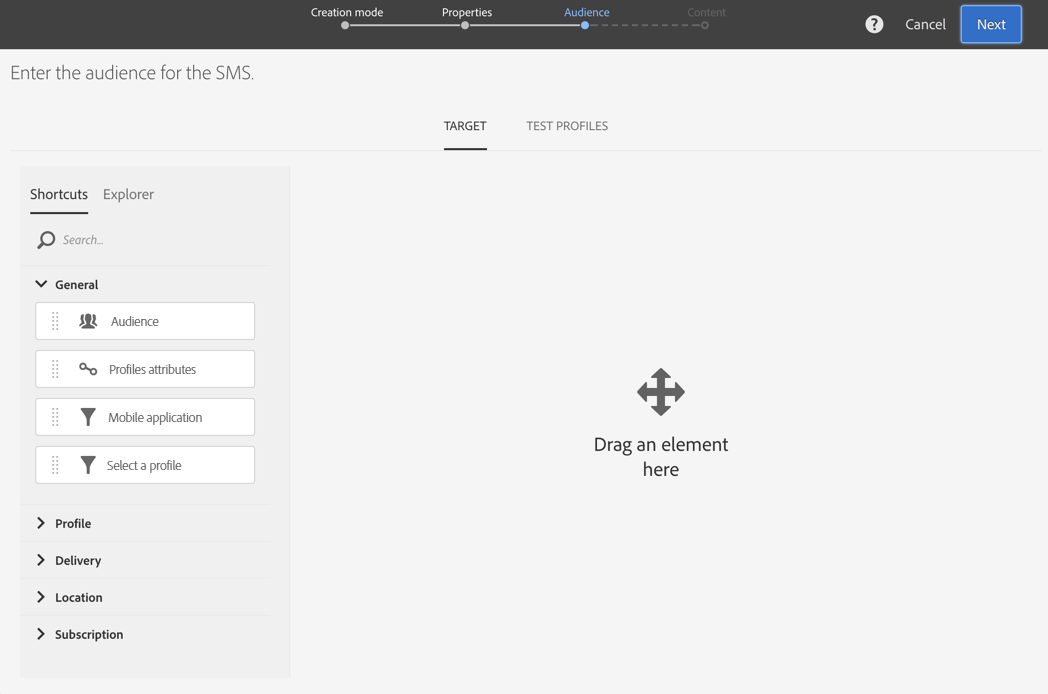 Creation mode Properties Audience Content
? Cancel Next
Enter the audience for the SMS.
TARGET TEST PROFILES
Shortcuts Explorer
Search...
General
Audience
Profiles attributes
Mobile application
Select a profile
Profile
Delivery
Location
Subscription
Drag an element
here